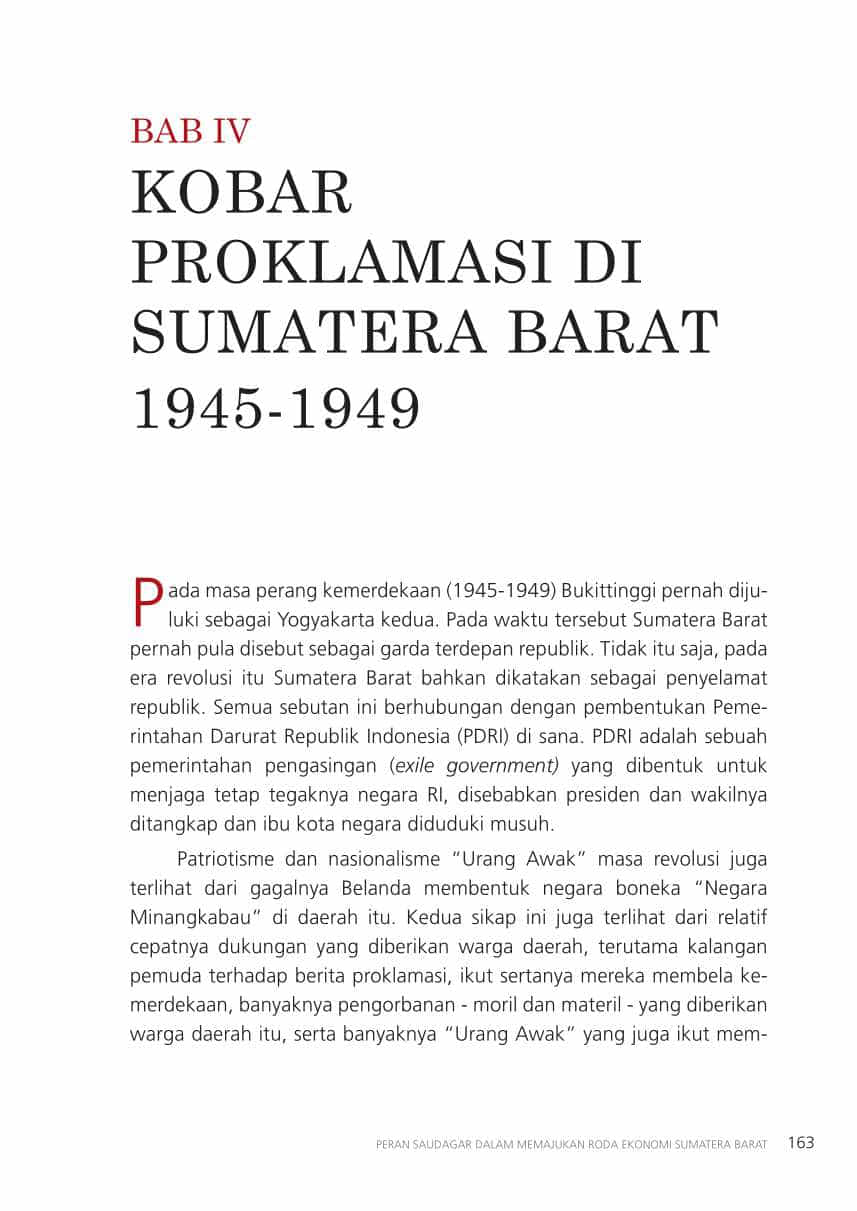 BAB IV
KOBAR
PROKLAMASI DI
SUMATERA BARAT
1945-1949
Pada masa perang kemerdekaan (1945-1949) Bukittinggi pernah diju-
luki sebagai Yogyakarta kedua. Pada waktu tersebut Sumatera Barat
pernah pula disebut sebagai garda terdepan republik. Tidak itu saja, pada
era revolusi itu Sumatera Barat bahkan dikatakan sebagai penyelamat
republik. Semua sebutan ini berhubungan dengan pembentukan Peme-
rintahan Darurat Republik Indonesia (PDRI) di sana. PDRI adalah sebuah
pemerintahan pengasingan (exile government) yang dibentuk untuk
menjaga tetap tegaknya negara RI, disebabkan presiden dan wakilnya
ditangkap dan ibu kota negara diduduki musuh.
Patriotisme dan nasionalisme “Urang Awak” masa revolusi juga
terlihat dari gagalnya Belanda membentuk negara boneka “Negara
Minangkabau” di daerah itu. Kedua sikap ini juga terlihat dari relatif
cepatnya dukungan yang diberikan warga daerah, terutama kalangan
pemuda terhadap berita proklamasi, ikut sertanya mereka membela ke-
merdekaan, banyaknya pengorbanan - moril dan materil - yang diberikan
warga daerah itu, serta banyaknya “Urang Awak” yang juga ikut mem-
PERAN SAUDAGAR DALAM MEMAJUKAN RODA EKONOMI SUMATERA BARAT 163